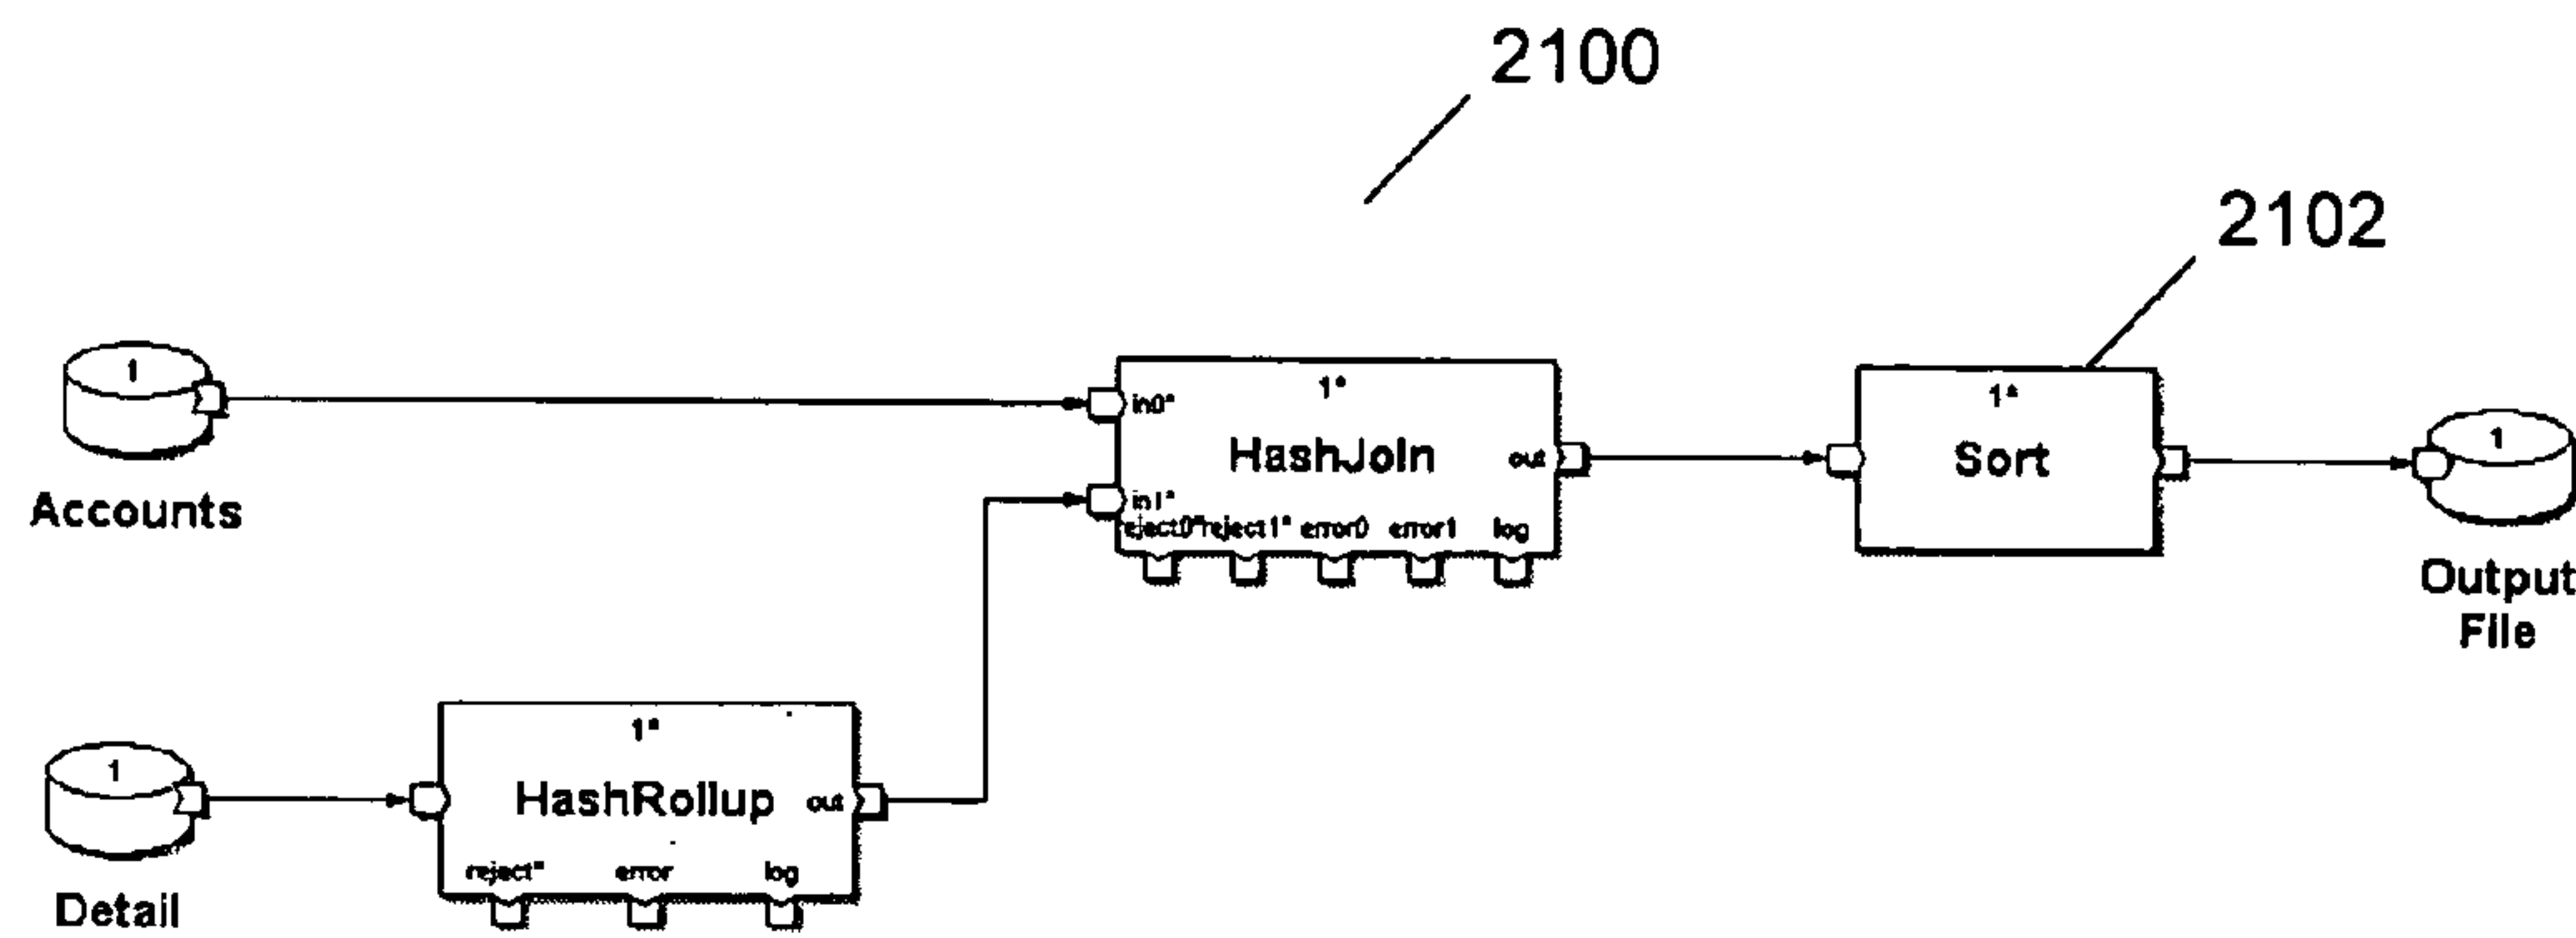 2100
2102
1
Accounts
1*
in0*
HashJoin
out
in1*
reject0* reject1* error0 error1 log
1*
Sort
1
Output
File
1
Detail
1*
HashRollup
out
reject* error log